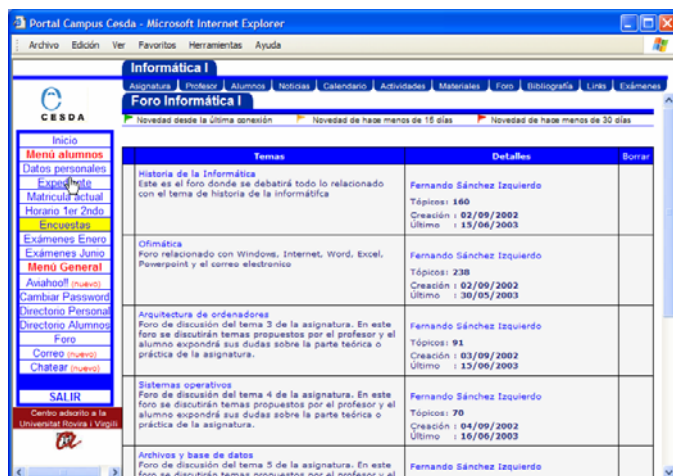 Portal Campus Cesda - Microsoft Internet Explorer
Archivo Edición Ver Favoritos Herramientas Ayuda
Informática I
Asignatura Profesor Alumnos Noticias Calendario Actividades Materiales Foro Bibliografía Links Exámenes
Foro Informática I
Novedad desde la última conexión Novedad de hace menos de 15 días Novedad de hace menos de 30 días
CESDA
Inicio
Menú alumnos
Datos personales
Expediente
Matrícula actual
Horario 1er 2ndo
Encuestas
Exámenes Enero
Exámenes Junio
Menú General
Aviahoo!! (nuevo)
Cambiar Password
Directorio Personal
Directorio Alumnos
Foro
Correo (nuevo)
Chatear (nuevo)
SALIR
Centro adscrito a la
Universitat Rovira i Virgili
Temas Detalles Borrar
Historia de la Informática
Este es el foro donde se debatirá todo lo relacionado
con el tema de historia de la informátifca
Fernando Sánchez Izquierdo
Tópicos: 160
Creación : 02/09/2002
Último : 15/06/2003
Ofimática
Foro relacionado con Windows, Internet, Word, Excel,
Powerpoint y el correo electronico
Fernando Sánchez Izquierdo
Tópicos: 238
Creación : 02/09/2002
Último : 30/05/2003
Arquitectura de ordenadores
Foro de discusión del tema 3 de la asignatura. En este
foro se discutirán temas propuestos por el profesor y el
alumno expondrá sus dudas sobre la parte teórica o
práctica de la asignatura.
Fernando Sánchez Izquierdo
Tópicos: 91
Creación : 03/09/2002
Último : 15/06/2003
Sistemas operativos
Foro de discusión del tema 4 de la asignatura. En este
foro se discutirán temas propuestos por el profesor y el
alumno expondrá sus dudas sobre la parte teórica o
práctica de la asignatura.
Fernando Sánchez Izquierdo
Tópicos: 70
Creación : 04/09/2002
Último : 16/06/2003
Archivos y base de datos
Foro de discusión del tema 5 de la asignatura. En este
foro se discutirán temas propuestos por el profesor y el
Fernando Sánchez Izquierdo